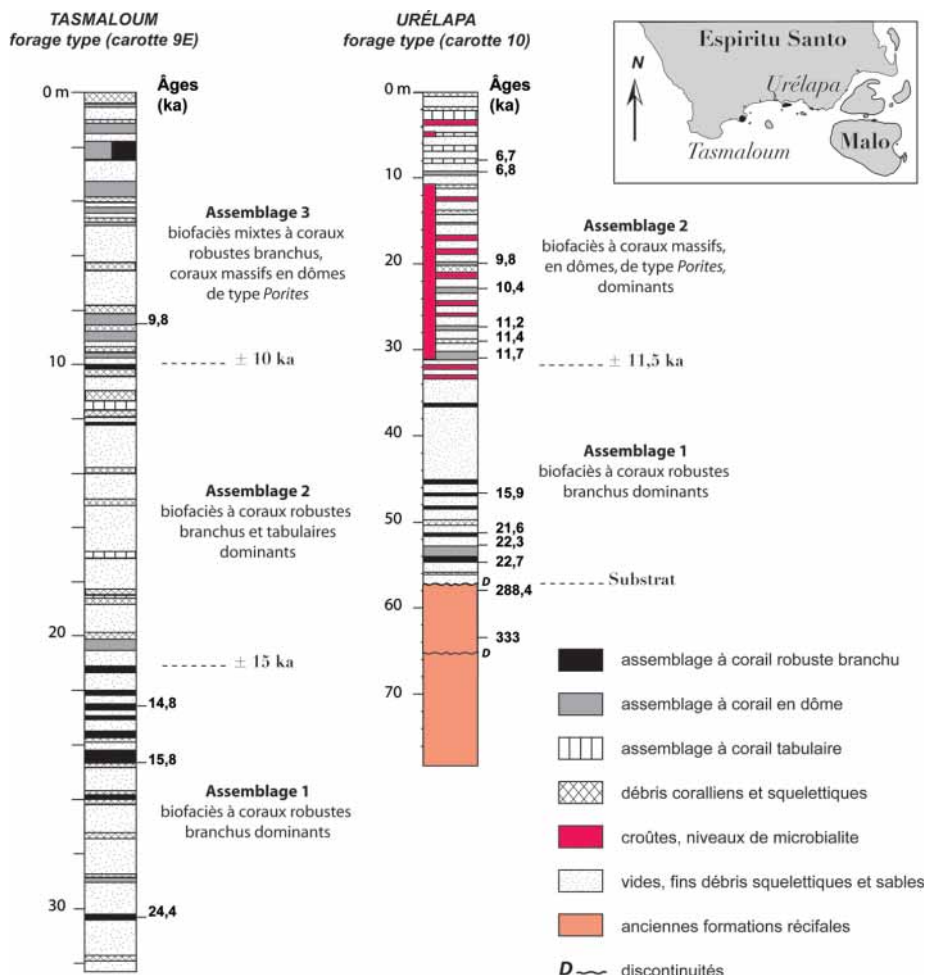 TASMALOUM
forage type (carotte 9E)
0 m
Âges
(ka)
Assemblage 3
biofaciès mixtes à coraux
robustes branchus,
coraux massifs en dômes
de type Porites
9,8
10
± 10 ka
Assemblage 2
biofaciès à coraux robustes
branchus et tabulaires
dominants
20
± 15 ka
14,8
15,8
Assemblage 1
biofaciès à coraux robustes
branchus dominants
30
24,4
URÉLAPA
forage type (carotte 10)
0 m
Âges
(ka)
6,7
6,8
10
Assemblage 2
biofaciès à coraux massifs,
en dômes, de type Porites,
dominants
20
9,8
10,4
11,2
11,4
30
11,7
± 11,5 ka
40
Assemblage 1
biofaciès à coraux robustes
branchus dominants
15,9
50
21,6
22,3
22,7
D
Substrat
288,4
60
333
D
70
Espiritu Santo
N
Urélapa
Malo
Tasmaloum
assemblage à corail robuste branchu
assemblage à corail en dôme
assemblage à corail tabulaire
débris coralliens et squelettiques
croûtes, niveaux de microbialite
vides, fins débris squelettiques et sables
anciennes formations récifales
D discontinuités